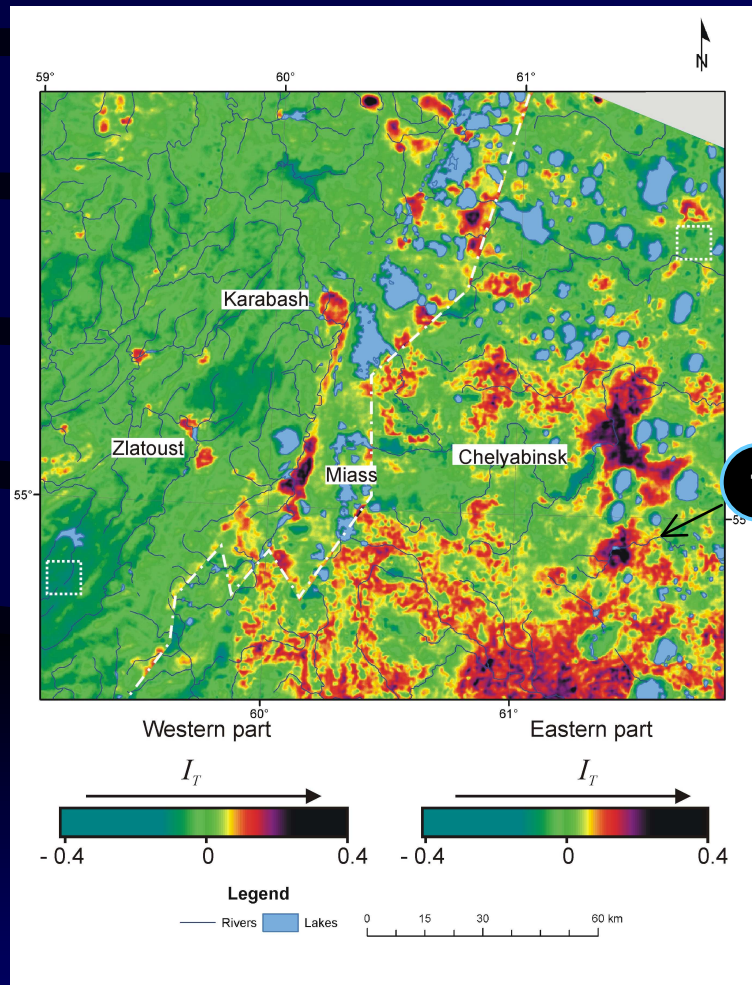 N
59°
60°
61°
Karabash
Zlatoust
Miass
Chelyabinsk
55°
55°
60°
61°
Western part
Eastern part
I_T
I_T
- 0.4
0
0.4
- 0.4
0
0.4
Legend
Rivers
Lakes
0
15
30
60 km